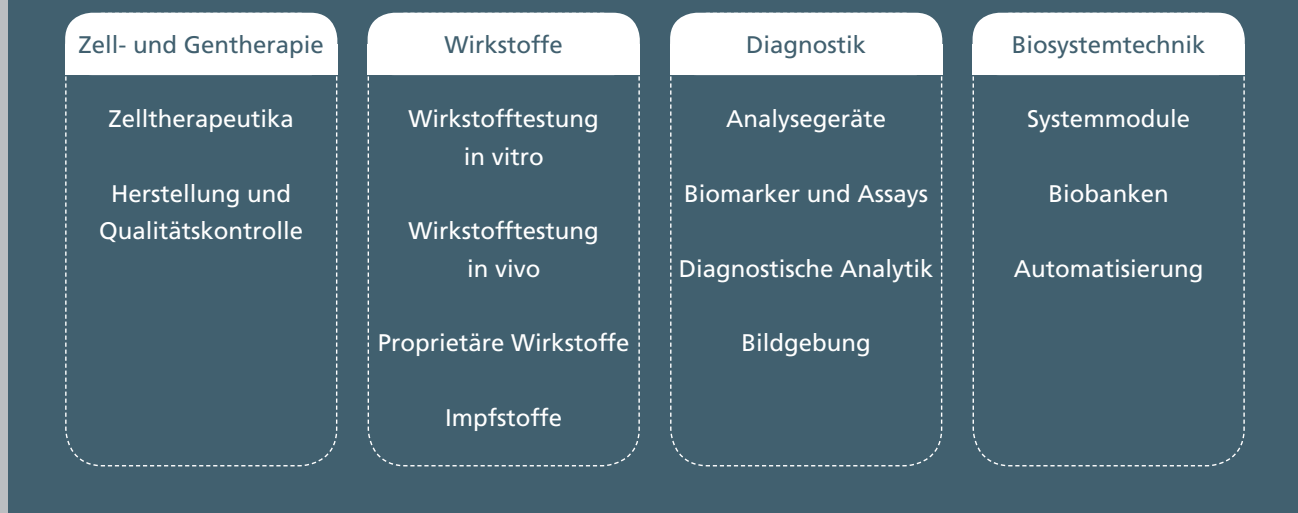 Zell- und Gentherapie
Zelltherapeutika
Herstellung und
Qualitätskontrolle
Wirkstoffe
Wirkstofftestung
in vitro
Wirkstofftestung
in vivo
Proprietäre Wirkstoffe
Impfstoffe
Diagnostik
Analysegeräte
Biomarker und Assays
Diagnostische Analytik
Bildgebung
Biosystemtechnik
Systemmodule
Biobanken
Automatisierung